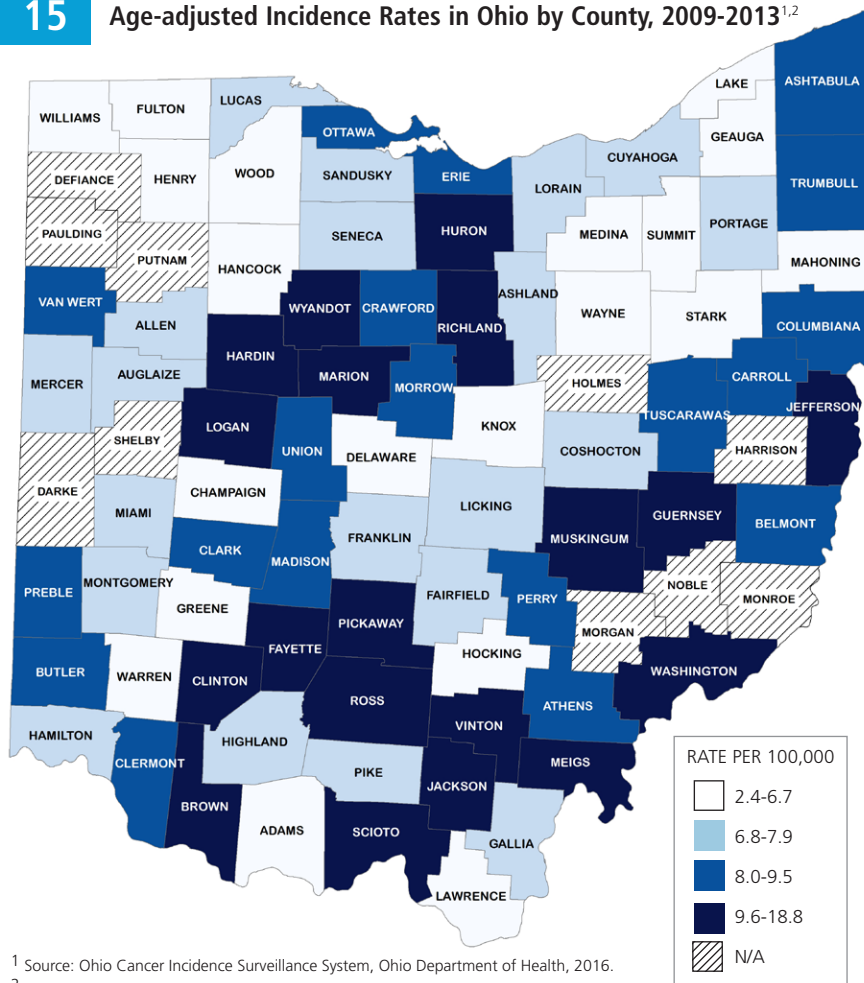 15 Age-adjusted Incidence Rates in Ohio by County, 2009-2013¹,²
LAKE
ASHTABULA
WILLIAMS
FULTON
LUCAS
OTTAWA
GEAUGA
CUYAHOGA
DEFIANCE
HENRY
WOOD
SANDUSKY
ERIE
LORAIN
TRUMBULL
PAULDING
PUTNAM
HANCOCK
SENECA
HURON
MEDINA
SUMMIT
PORTAGE
MAHONING
VAN WERT
ALLEN
WYANDOT
CRAWFORD
RICHLAND
ASHLAND
WAYNE
STARK
COLUMBIANA
MERCER
AUGLAIZE
HARDIN
MARION
MORROW
HOLMES
CARROLL
JEFFERSON
TUSCARAWAS
SHELBY
LOGAN
UNION
DELAWARE
KNOX
COSHOCTON
HARRISON
DARKE
MIAMI
CHAMPAIGN
LICKING
MUSKINGUM
GUERNSEY
BELMONT
CLARK
MADISON
FRANKLIN
PREBLE
MONTGOMERY
GREENE
FAIRFIELD
PERRY
NOBLE
MONROE
PICKAWAY
MORGAN
BUTLER
WARREN
CLINTON
FAYETTE
HOCKING
WASHINGTON
ROSS
ATHENS
VINTON
HAMILTON
CLERMONT
HIGHLAND
PIKE
JACKSON
MEIGS
BROWN
ADAMS
SCIOTO
GALLIA
LAWRENCE
RATE PER 100,000
2.4-6.7
6.8-7.9
8.0-9.5
9.6-18.8
N/A
1 Source: Ohio Cancer Incidence Surveillance System, Ohio Department of Health, 2016.